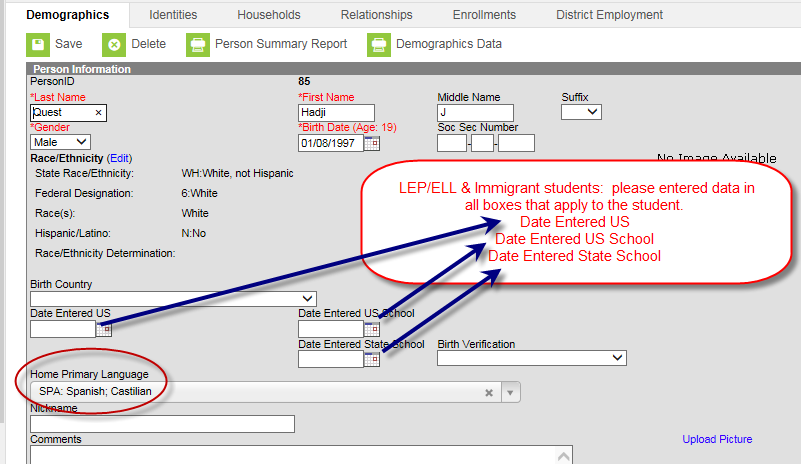 Demographics Identities Households Relationships Enrollments District Employment
Save Delete Person Summary Report Demographics Data
Person Information
PersonID 85
*Last Name *First Name Middle Name Suffix
Quest × Hadji J
*Gender *Birth Date (Age: 19) Soc Sec Number
Male 01/08/1997 - -
Race/Ethnicity (Edit) No Image Available
State Race/Ethnicity: WH:White, not Hispanic
Federal Designation: 6:White
Race(s): White
Hispanic/Latino: N:No
Race/Ethnicity Determination:
LEP/ELL & Immigrant students: please entered data in
all boxes that apply to the student.
Date Entered US
Date Entered US School
Date Entered State School
Birth Country
Date Entered US Date Entered US School
Date Entered State School Birth Verification
Home Primary Language
SPA: Spanish; Castilian
Nickname
Comments Upload Picture